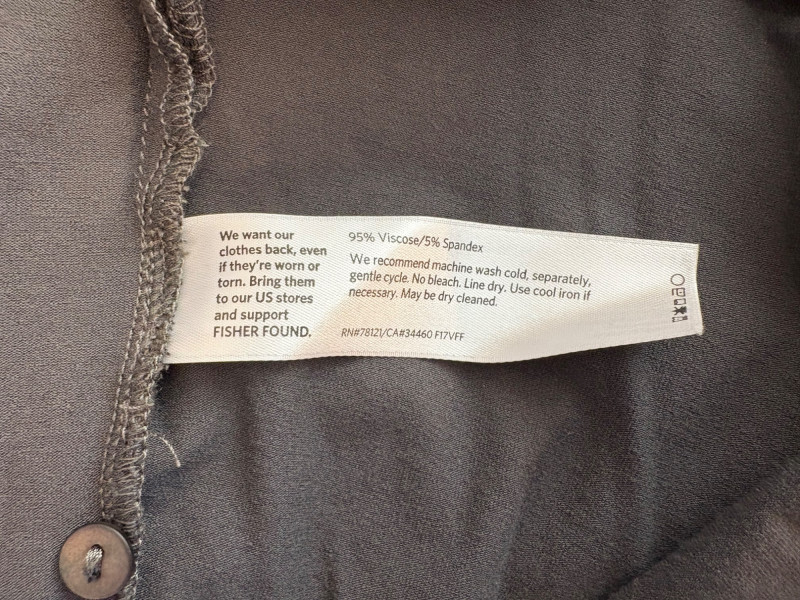 We want our
clothes back, even
if they're worn or
torn. Bring them
to our US stores
and support
FISHER FOUND.
95% Viscose/5% Spandex
We recommend machine wash cold, separately,
gentle cycle. No bleach. Line dry. Use cool iron if
necessary. May be dry cleaned.
RN#78121/CA#34460 F17VFF